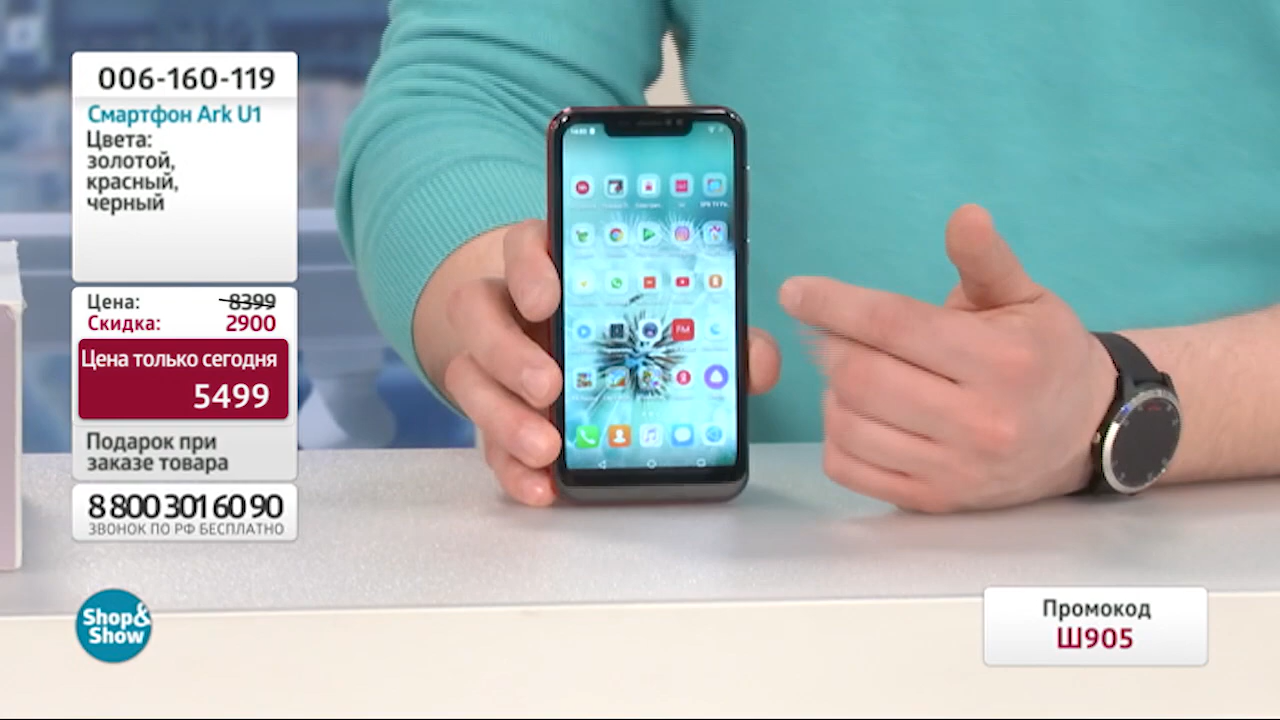 006-160-119
Смартфон Ark U1
Цвета:
золотой,
красный,
черный
Цена: 8399
Скидка: 2900
Цена только сегодня
5499
Подарок при
заказе товара
8 800 301 60 90
ЗВОНОК ПО РФ БЕСПЛАТНО
Shop&
Show
Промокод
Ш905
FM